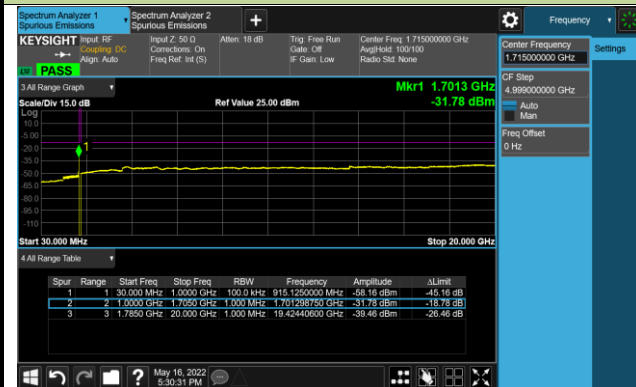 Spectrum Analyzer 1
Spurious Emissions
Spectrum Analyzer 2
Spurious Emissions
+
Frequency
KEYSIGHT
Input: RF
Coupling: DC
Align: Auto
Input Z: 50 Ω
Corrections: On
Freq Ref: Int (S)
Atten: 18 dB
Trig: Free Run
Gate: Off
IF Gain: Low
Center Freq: 1.715000000 GHz
Avg|Hold: 100/100
Radio Std: None
PASS
Center Frequency
1.715000000 GHz
Settings
CF Step
4.999000000 GHz
Auto
Man
Freq Offset
0 Hz
3 All Range Graph
Mkr1 1.7013 GHz
Scale/Div 15.0 dB
Ref Value 25.00 dBm
-31.78 dBm
Log
10.0
-5.00
-20.0
-35.0
-50.0
-65.0
-80.0
-95.0
-110
1
Start 30.000 MHz
Stop 20.000 GHz
4 All Range Table
Spur Range Start Freq Stop Freq RBW Frequency Amplitude ΔLimit
1 1 30.000 MHz 1.0000 GHz 100.0 kHz 915.1250000 MHz -58.16 dBm -45.16 dB
2 2 1.0000 GHz 1.7050 GHz 1.000 MHz 1.701298750 GHz -31.78 dBm -18.78 dB
3 3 1.7850 GHz 20.000 GHz 1.000 MHz 19.42440600 GHz -39.46 dBm -26.46 dB
?
May 16, 2022
5:30:31 PM